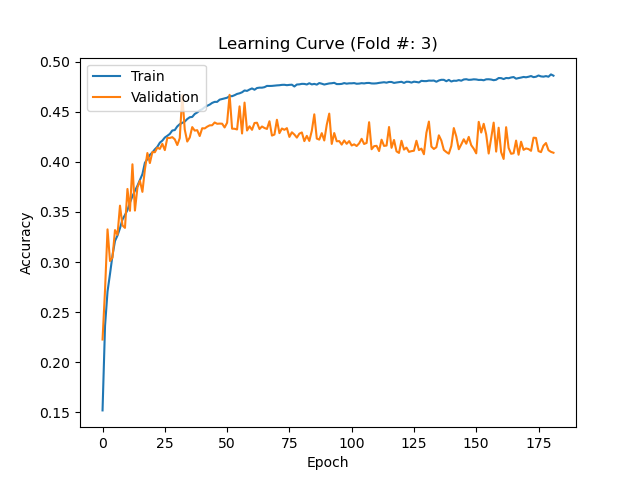 Learning Curve (Fold #: 3)
Train
Validation
0.50
0.45
0.40
0.35
0.30
0.25
0.20
0.15
Accuracy
0 25 50 75 100 125 150 175
Epoch